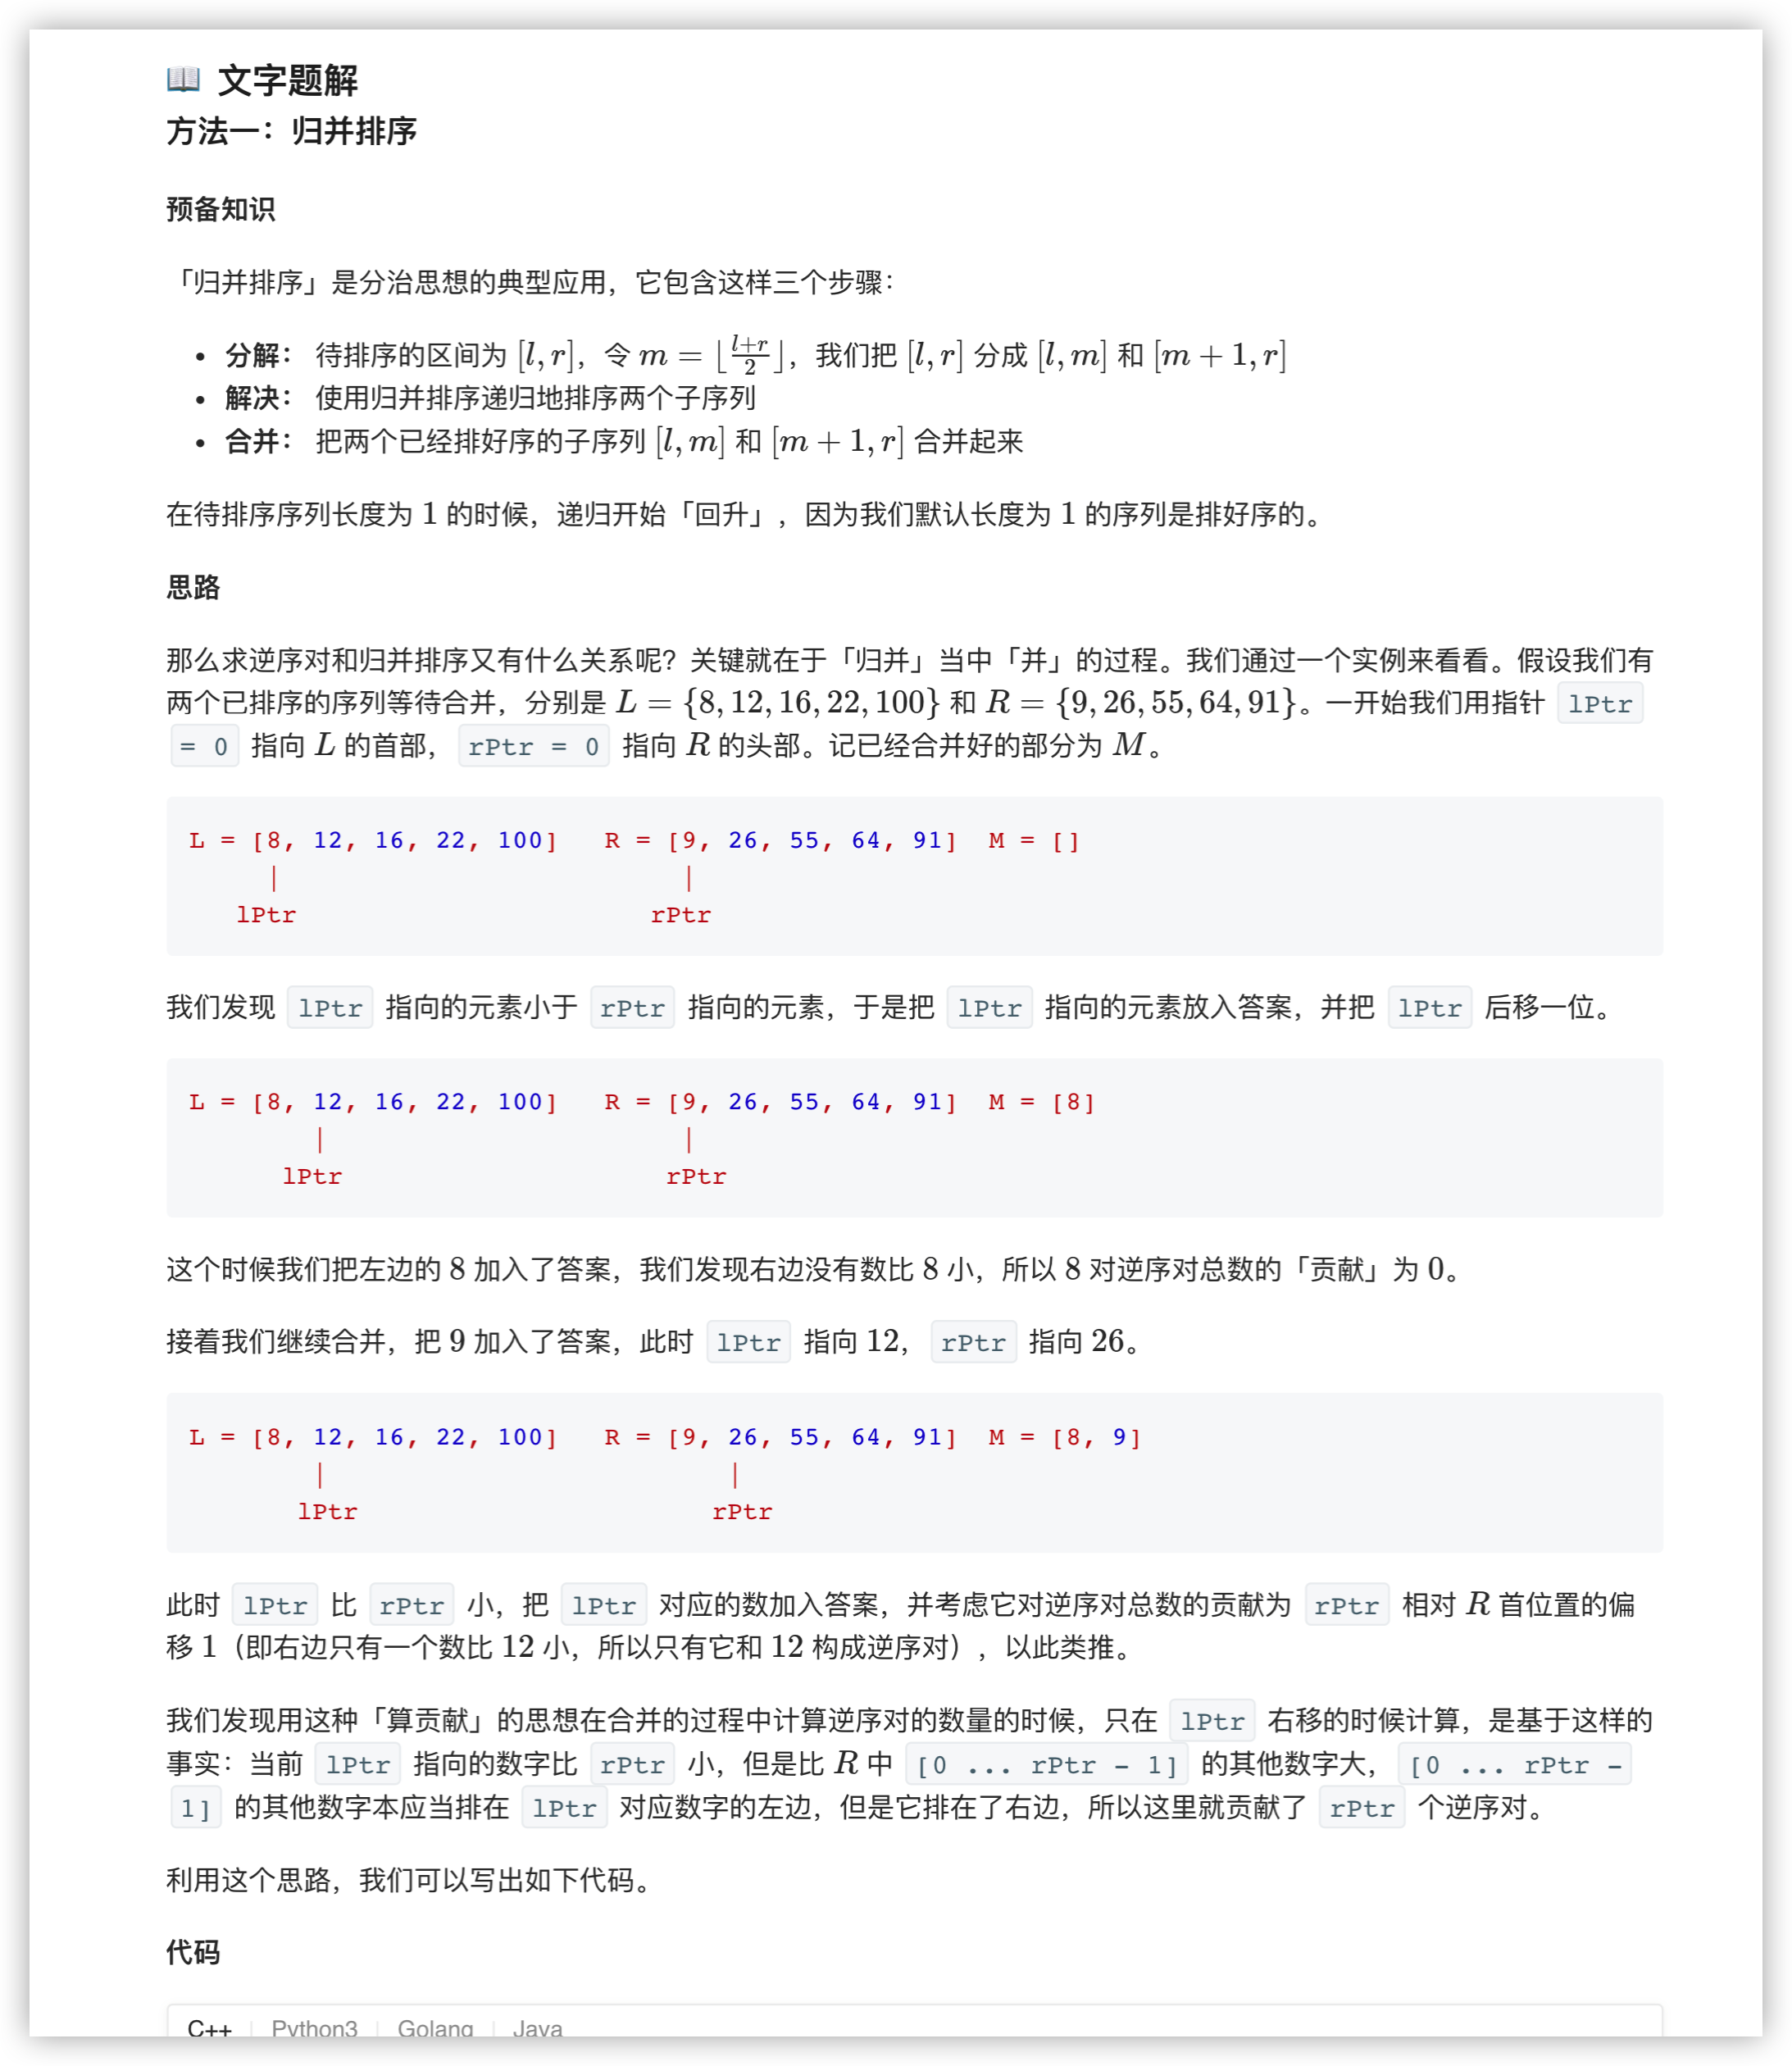 📖 文字题解
方法一：归并排序
预备知识
「归并排序」是分治思想的典型应用，它包含这样三个步骤：
• 分解： 待排序的区间为 [l, r]，令 m = ⌊(l+r)/2⌋，我们把 [l, r] 分成 [l, m] 和 [m + 1, r]
• 解决： 使用归并排序递归地排序两个子序列
• 合并： 把两个已经排好序的子序列 [l, m] 和 [m + 1, r] 合并起来
在待排序序列长度为 1 的时候，递归开始「回升」，因为我们默认长度为 1 的序列是排好序的。
思路
那么求逆序对和归并排序又有什么关系呢？关键就在于「归并」当中「并」的过程。我们通过一个实例来看看。假设我们有
两个已排序的序列等待合并，分别是 L = {8, 12, 16, 22, 100} 和 R = {9, 26, 55, 64, 91}。一开始我们用指针 lPtr
= 0 指向 L 的首部， rPtr = 0 指向 R 的头部。记已经合并好的部分为 M。
L = [8, 12, 16, 22, 100]   R = [9, 26, 55, 64, 91]  M = []
     |                          |
   lPtr                       rPtr
我们发现 lPtr 指向的元素小于 rPtr 指向的元素，于是把 lPtr 指向的元素放入答案，并把 lPtr 后移一位。
L = [8, 12, 16, 22, 100]   R = [9, 26, 55, 64, 91]  M = [8]
        |                       |
      lPtr                     rPtr
这个时候我们把左边的 8 加入了答案，我们发现右边没有数比 8 小，所以 8 对逆序对总数的「贡献」为 0。
接着我们继续合并，把 9 加入了答案，此时 lPtr 指向 12， rPtr 指向 26。
L = [8, 12, 16, 22, 100]   R = [9, 26, 55, 64, 91]  M = [8, 9]
        |                          |
       lPtr                       rPtr
此时 lPtr 比 rPtr 小，把 lPtr 对应的数加入答案，并考虑它对逆序对总数的贡献为 rPtr 相对 R 首位置的偏
移 1（即右边只有一个数比 12 小，所以只有它和 12 构成逆序对），以此类推。
我们发现用这种「算贡献」的思想在合并的过程中计算逆序对的数量的时候，只在 lPtr 右移的时候计算，是基于这样的
事实：当前 lPtr 指向的数字比 rPtr 小，但是比 R 中 [0 ... rPtr - 1] 的其他数字大， [0 ... rPtr -
1] 的其他数字本应当排在 lPtr 对应数字的左边，但是它排在了右边，所以这里就贡献了 rPtr 个逆序对。
利用这个思路，我们可以写出如下代码。
代码
C++ | Python3 | Golang | Java